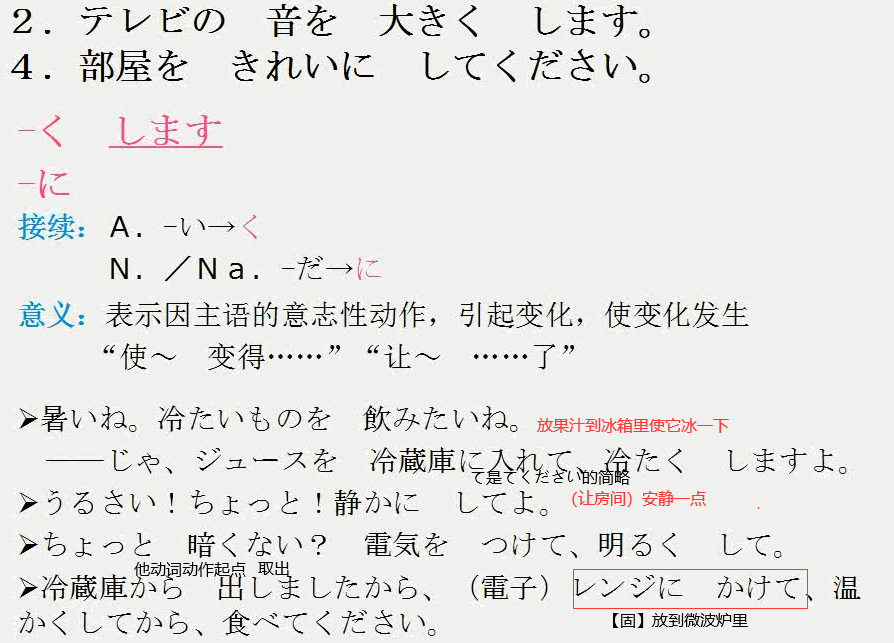 ２．テレビの　音を　大きく　します。
４．部屋を　きれいに　してください。
-く　します
-に
接续：Ａ．-い→く
Ｎ．／Ｎａ．-だ→に
意义：表示因主语的意志性动作，引起变化，使变化发生
“使～　变得……”“让～　……了”
➢暑いね。冷たいものを　飲みたいね。放果汁到冰箱里使它冰一下
――じゃ、ジュースを　冷蔵庫に入れて、冷たく　しますよ。
て是てください的简略
➢うるさい！ちょっと！静かに　してよ。（让房间）安静一点
➢ちょっと　暗くない？　電気を　つけて、明るく　して。
他动词动作起点　取出
➢冷蔵庫から　出しましたから、（電子）レンジに　かけて、温
かくしてから、食べてください。
【固】放到微波炉里